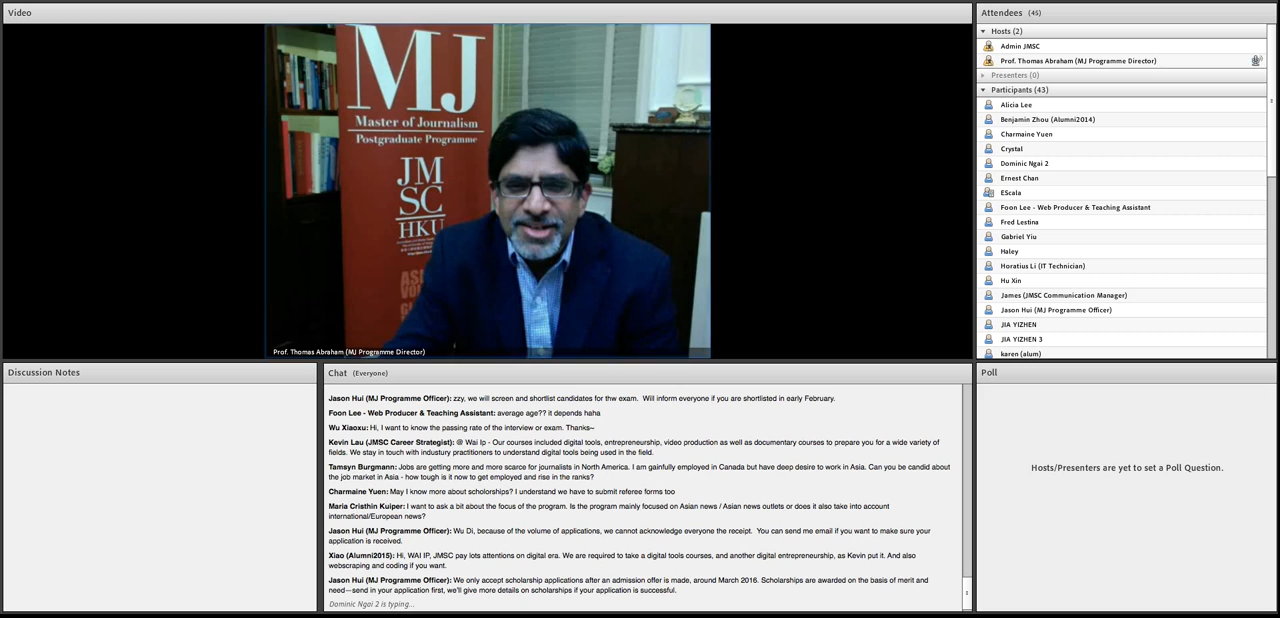 Video
MJ
Master of Journalism
Postgraduate Programme
JM
SC
HKU
Prof. Thomas Abraham (MJ Programme Director)
Attendees (45)
Hosts (2)
Admin JMSC
Prof. Thomas Abraham (MJ Programme Director)
Presenters (0)
Participants (43)
Alicia Lee
Benjamin Zhou (Alumni2014)
Charmaine Yuen
Crystal
Dominic Ngai 2
Ernest Chan
EScala
Foon Lee - Web Producer & Teaching Assistant
Fred Lestina
Gabriel Yiu
Haley
Horatius Li (IT Technician)
Hu Xin
James (JMSC Communication Manager)
Jason Hui (MJ Programme Officer)
JIA YIZHEN
JIA YIZHEN 3
karen (alum)
Discussion Notes
Chat (Everyone)
Jason Hui (MJ Programme Officer): zzy, we will screen and shortlist candidates for thw exam. Will inform everyone if you are shortlisted in early February.
Foon Lee - Web Producer & Teaching Assistant: average age?? it depends haha
Wu Xiaoxu: Hi, I want to know the passing rate of the interview or exam. Thanks~
Kevin Lau (JMSC Career Strategist): @ Wai Ip - Our courses included digital tools, entrepreneurship, video production as well as documentary courses to prepare you for a wide variety of
fields. We stay in touch with industury practitioners to understand digital tools being used in the field.
Tamsyn Burgmann: Jobs are getting more and more scarce for journalists in North America. I am gainfully employed in Canada but have deep desire to work in Asia. Can you be candid about
the job market in Asia - how tough is it now to get employed and rise in the ranks?
Charmaine Yuen: May I know more about scholorships? I understand we have to submit referee forms too
Maria Cristhin Kuiper: I want to ask a bit about the focus of the program. Is the program mainly focused on Asian news / Asian news outlets or does it also take into account
international/European news?
Jason Hui (MJ Programme Officer): Wu Di, because of the volume of applications, we cannot acknowledge everyone the receipt. You can send me email if you want to make sure your
application is received.
Xiao (Alumni2015): Hi, WAI IP, JMSC pay lots attentions on digital era. We are required to take a digital tools courses, and another digital entrepreneurship, as Kevin put it. And also
webscraping and coding if you want.
Jason Hui (MJ Programme Officer): We only accept scholarship applications after an admission offer is made, around March 2016. Scholarships are awarded on the basis of merit and
need—send in your application first, we'll give more details on scholarships if your application is successful.
Dominic Ngai 2 is typing...
Poll
Hosts/Presenters are yet to set a Poll Question.